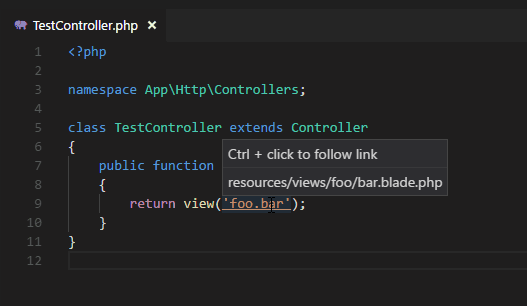 TestController.php ×
1 <?php
2
3 namespace App\Http\Controllers;
4
5 class TestController extends Controller
6 {
Ctrl + click to follow link
7 public function
resources/views/foo/bar.blade.php
8 {
9 return view('foo.bar');
10 }
11 }
12